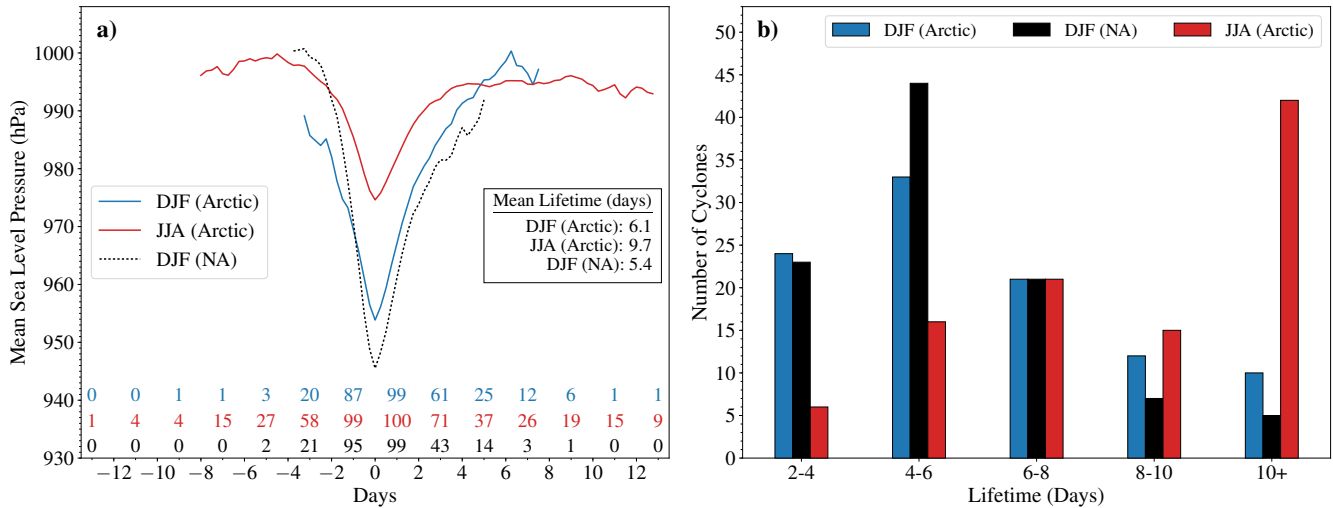 a)
Mean Sea Level Pressure (hPa)
1000
990
980
970
960
950
940
930
DJF (Arctic)
JJA (Arctic)
DJF (NA)
Mean Lifetime (days)
DJF (Arctic): 6.1
JJA (Arctic): 9.7
DJF (NA): 5.4
0 0 1 1 3 20 87 99 61 25 12 6 1 1
1 4 4 15 27 58 99 100 71 37 26 19 15 9
0 0 0 0 2 21 95 99 43 14 3 1 0 0
−12 −10 −8 −6 −4 −2 0 2 4 6 8 10 12
Days
b)
DJF (Arctic) DJF (NA) JJA (Arctic)
Number of Cyclones
50
45
40
35
30
25
20
15
10
5
0
2-4 4-6 6-8 8-10 10+
Lifetime (Days)